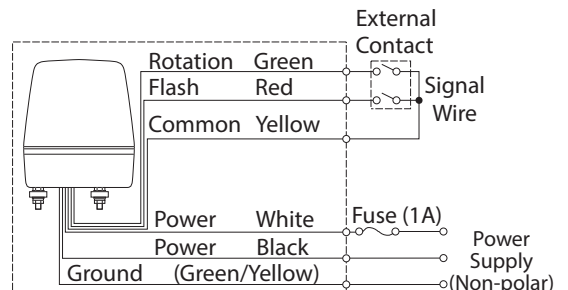 External
Contact
Rotation Green
Flash Red
Signal
Wire
Common Yellow
Power White Fuse (1A)
Power Black
Power
Supply
(Non-polar)
Ground (Green/Yellow)